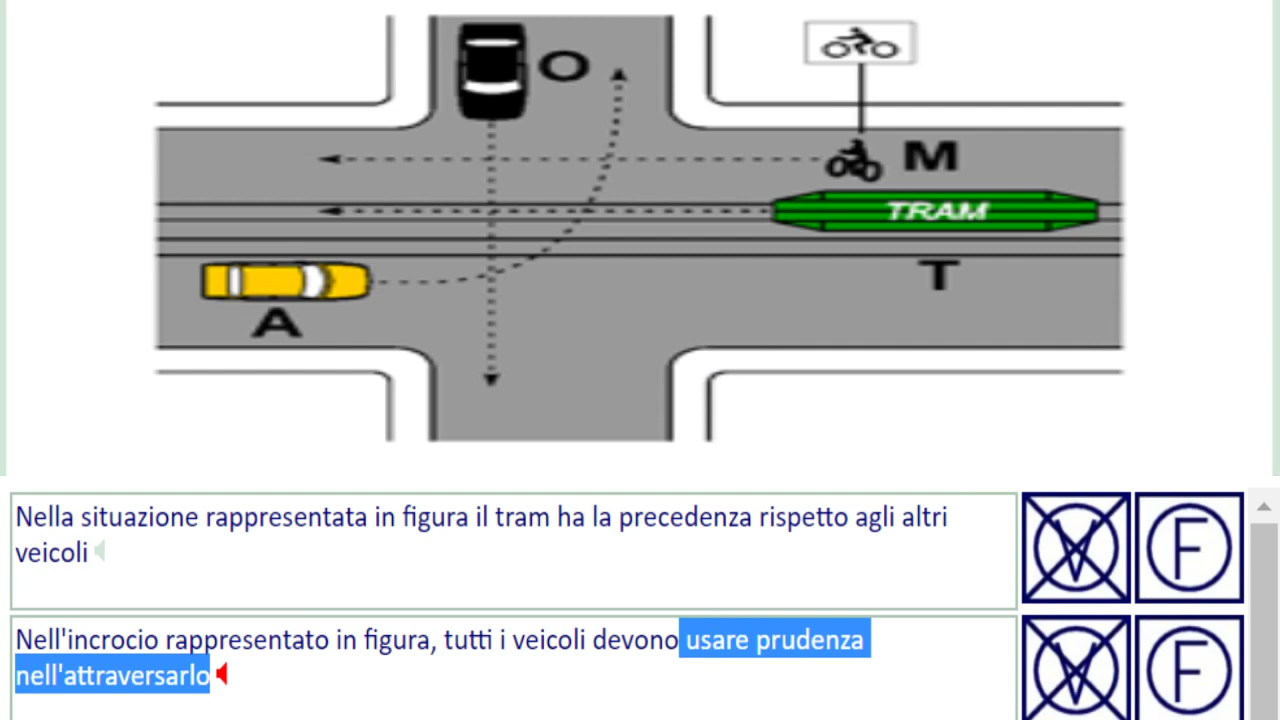 O
M
TRAM
T
A
Nella situazione rappresentata in figura il tram ha la precedenza rispetto agli altri
veicoli
V F
Nell'incrocio rappresentato in figura, tutti i veicoli devono usare prudenza
nell'attraversarlo
V F